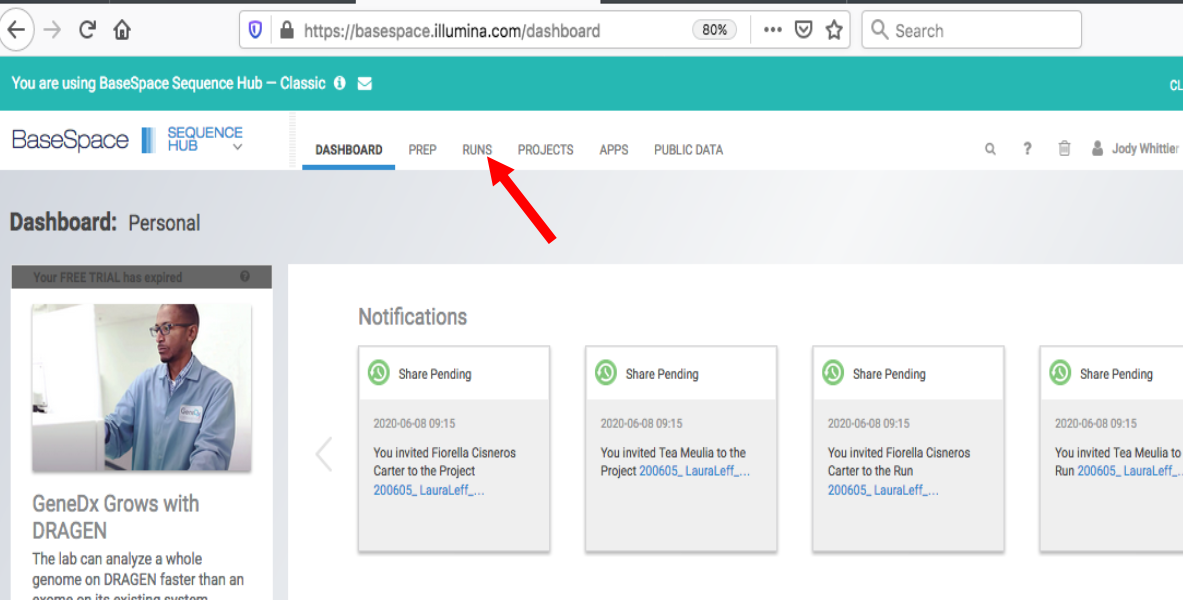 https://basespace.illumina.com/dashboard
80%
Search
You are using BaseSpace Sequence Hub – Classic
CL
BaseSpace
SEQUENCE
HUB
DASHBOARD PREP RUNS PROJECTS APPS PUBLIC DATA
? Jody Whittier
Dashboard: Personal
Your FREE TRIAL has expired
GeneDx
GeneDx Grows with
DRAGEN
The lab can analyze a whole
genome on DRAGEN faster than an
exome on its existing system
Notifications
Share Pending
2020-06-08 09:15
You invited Fiorella Cisneros
Carter to the Project
200605_ LauraLeff_...
Share Pending
2020-06-08 09:15
You invited Tea Meulia to the
Project 200605_ LauraLeff_...
Share Pending
2020-06-08 09:15
You invited Fiorella Cisneros
Carter to the Run
200605_ LauraLeff_...
Share Pending
2020-06-08 09:15
You invited Tea Meulia to
Run 200605_ LauraLeff_...